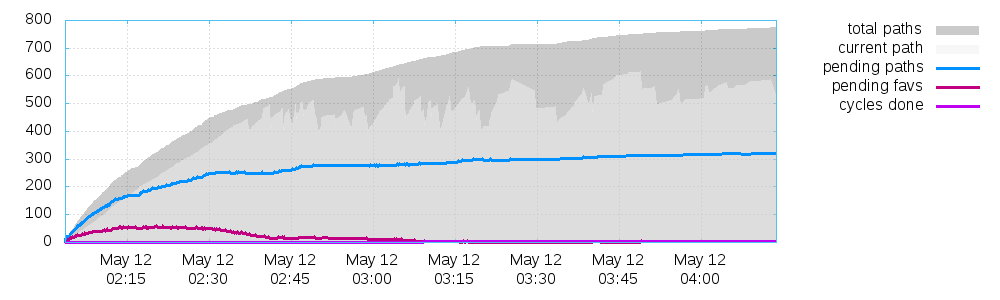 800
700
600
500
400
300
200
100
0
May 12 May 12 May 12 May 12 May 12 May 12 May 12 May 12
02:15 02:30 02:45 03:00 03:15 03:30 03:45 04:00
total paths
current path
pending paths
pending favs
cycles done